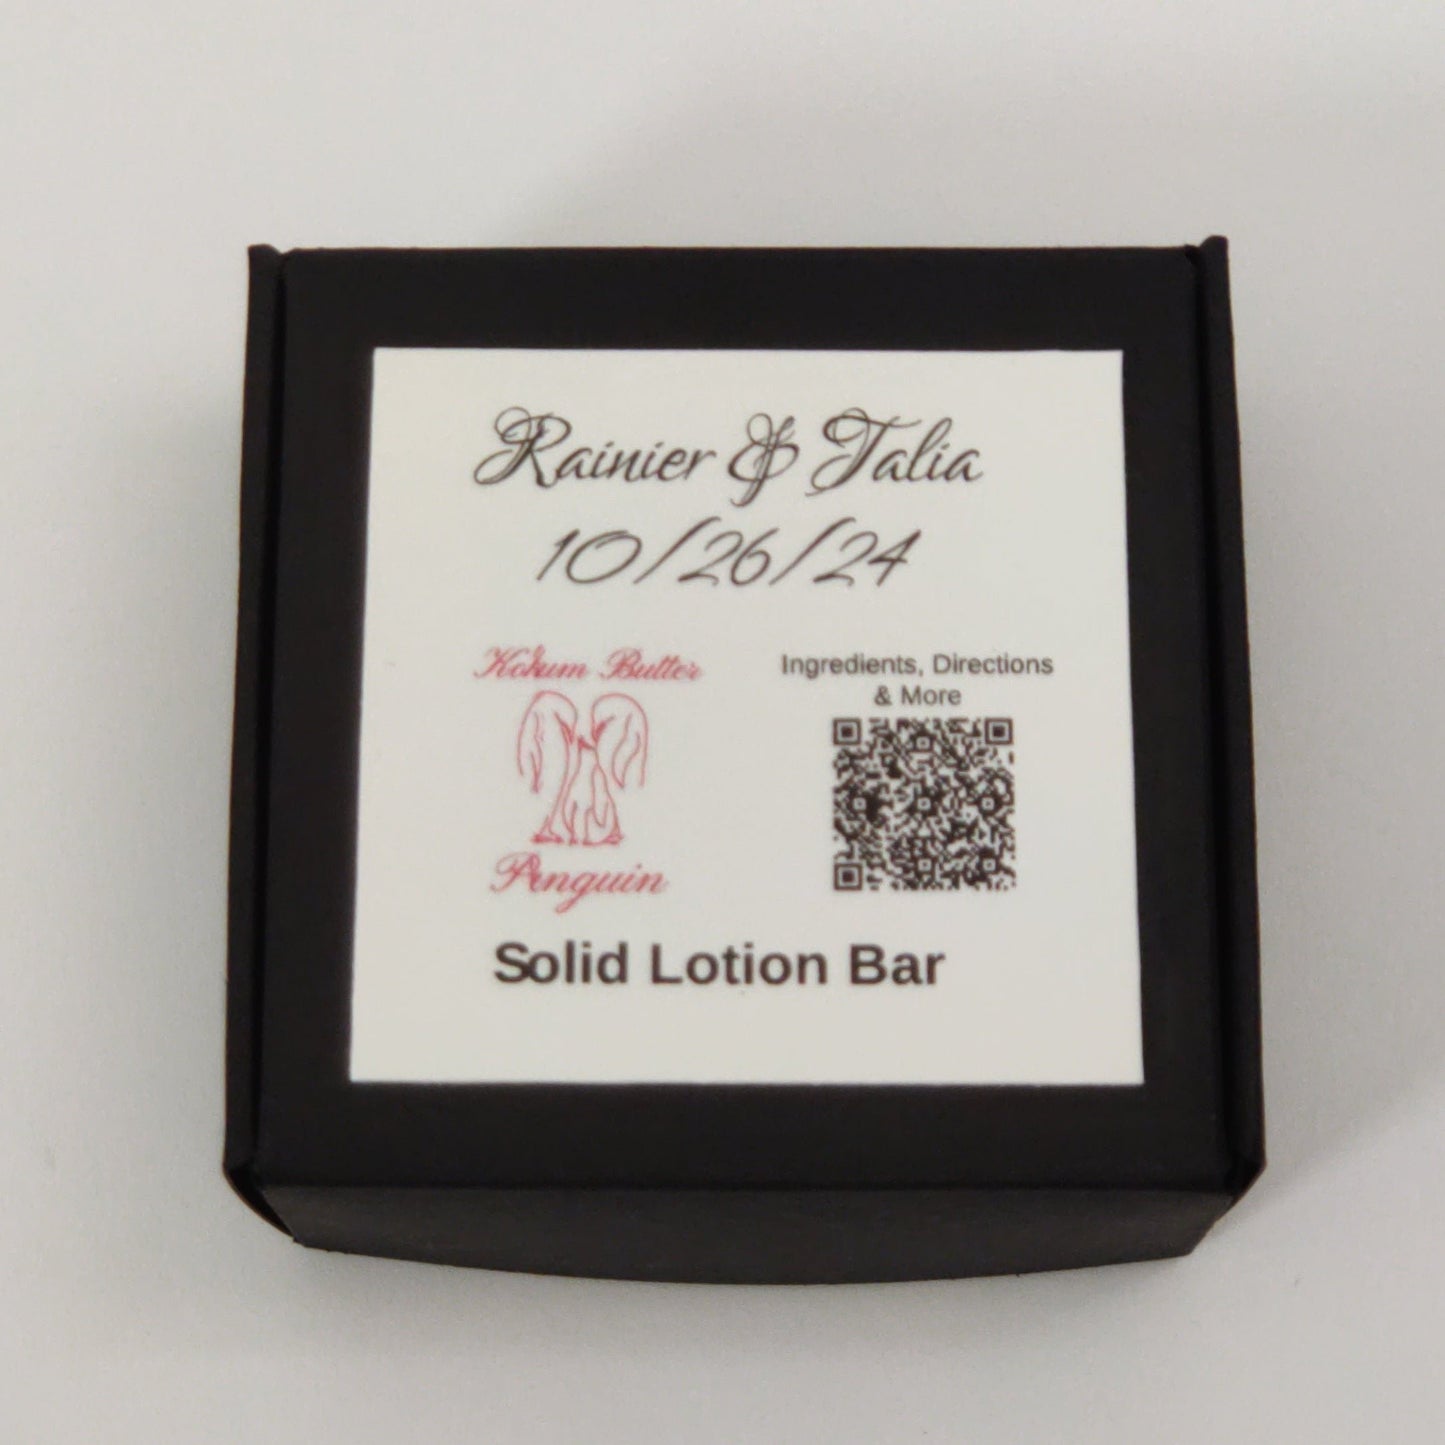 Rainier & Talia
10/26/24
Kokum Butter
Penguin
Ingredients, Directions
& More
Solid Lotion Bar